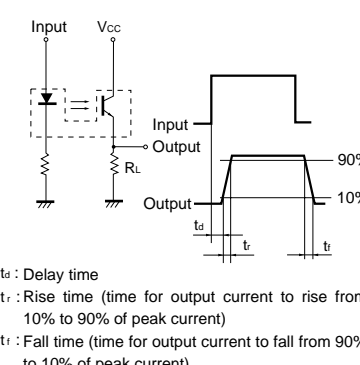 Input
Vcc
Output
RL
Input
Output
90%
10%
td
tr
tf
td : Delay time
tr : Rise time (time for output current to rise from
10% to 90% of peak current)
tf : Fall time (time for output current to fall from 90%
to 10% of peak current)